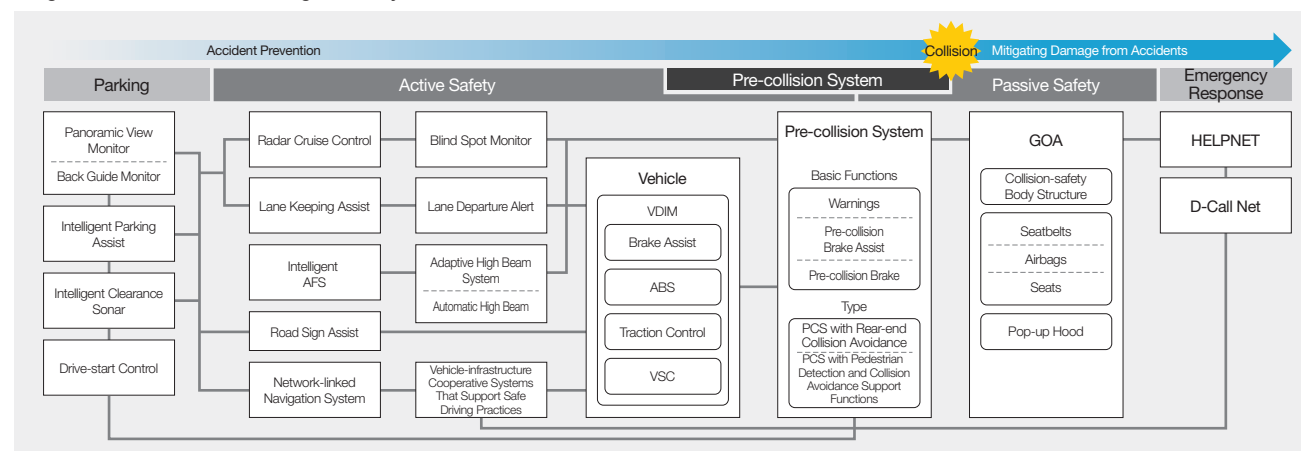 Accident Prevention
Collision
Mitigating Damage from Accidents
Parking
Active Safety
Pre-collision System
Passive Safety
Emergency
Response
Panoramic View
Monitor
Back Guide Monitor
Intelligent Parking
Assist
Intelligent Clearance
Sonar
Drive-start Control
Radar Cruise Control
Lane Keeping Assist
Intelligent
AFS
Road Sign Assist
Network-linked
Navigation System
Blind Spot Monitor
Lane Departure Alert
Adaptive High Beam
System
Automatic High Beam
Vehicle-infrastructure
Cooperative Systems
That Support Safe
Driving Practices
Vehicle
VDIM
Brake Assist
ABS
Traction Control
VSC
Pre-collision System
Basic Functions
Warnings
Pre-collision
Brake Assist
Pre-collision Brake
Type
PCS with Rear-end
Collision Avoidance
PCS with Pedestrian
Detection and Collision
Avoidance Support
Functions
GOA
Collision-safety
Body Structure
Seatbelts
Airbags
Seats
Pop-up Hood
HELPNET
D-Call Net